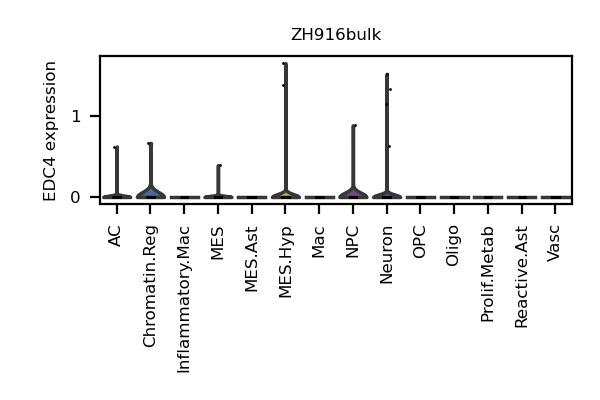 ZH916bulk
EDC4 expression
1
0
AC
Chromatin.Reg
Inflammatory.Mac
MES
MES.Ast
MES.Hyp
Mac
NPC
Neuron
OPC
Oligo
Prolif.Metab
Reactive.Ast
Vasc